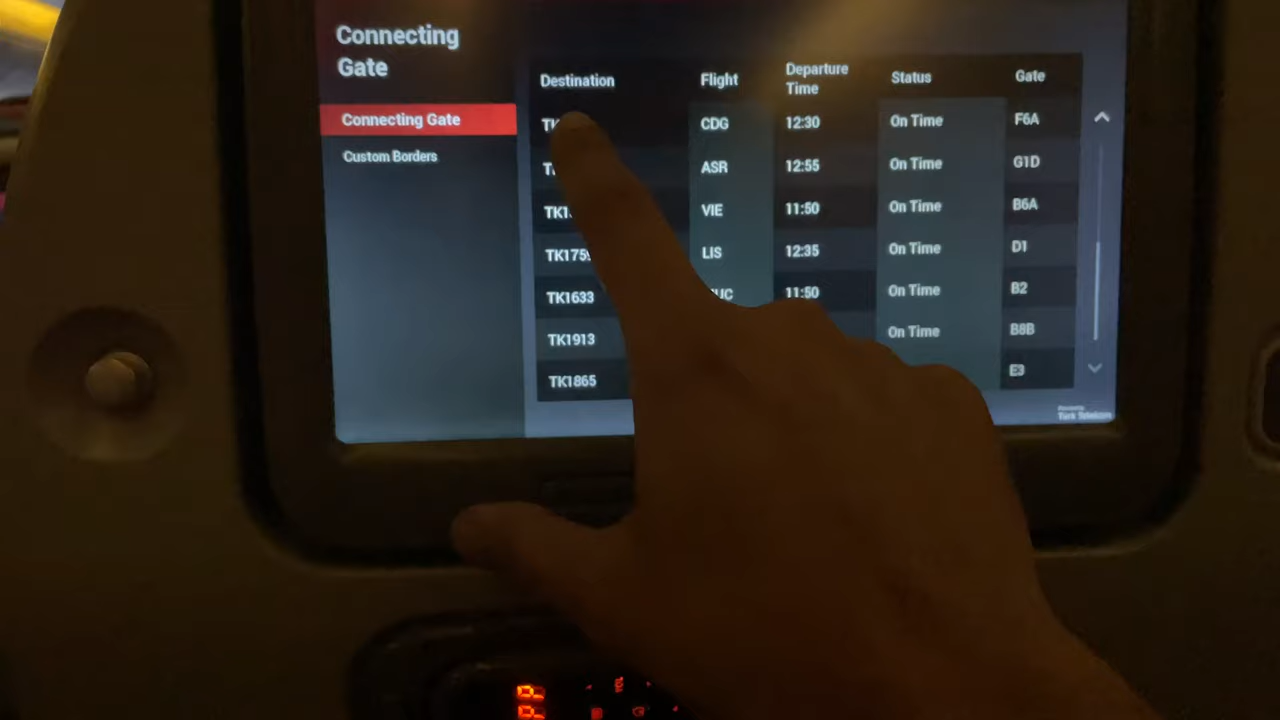 Connecting
Gate
Connecting Gate
Custom Borders
Destination Flight Departure Time Status Gate
CDG 12:30 On Time F6A
ASR 12:55 On Time G1D
VIE 11:50 On Time B6A
LIS 12:35 On Time D1
TK1633 11:50 On Time B2
TK1913 On Time B8B
TK1865 E3
Türk Telekom